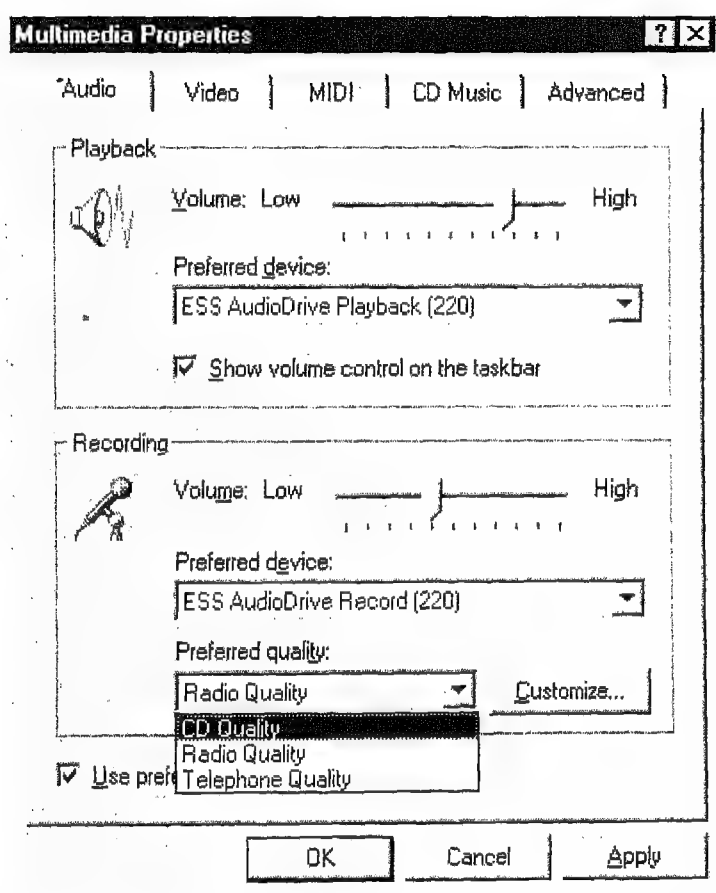 Multimedia Properties ? ×
Audio Video MIDI CD Music Advanced
Playback
Volume: Low High
Preferred device:
ESS AudioDrive Playback (220)
Show volume control on the taskbar
Recording
Volume: Low High
Preferred device:
ESS AudioDrive Record (220)
Preferred quality:
Radio Quality Customize...
CD Quality
Radio Quality
Use Telephone Quality
OK Cancel Apply